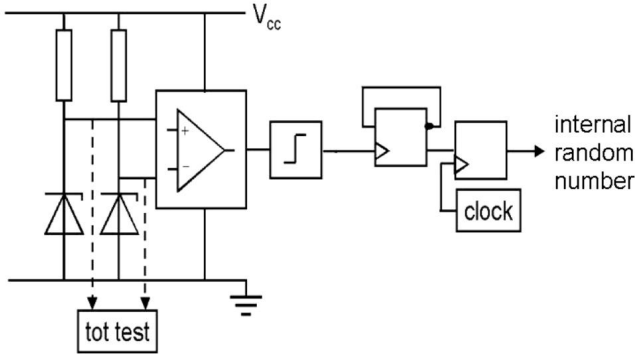 Vcc
+
-
internal
random
number
clock
tot test